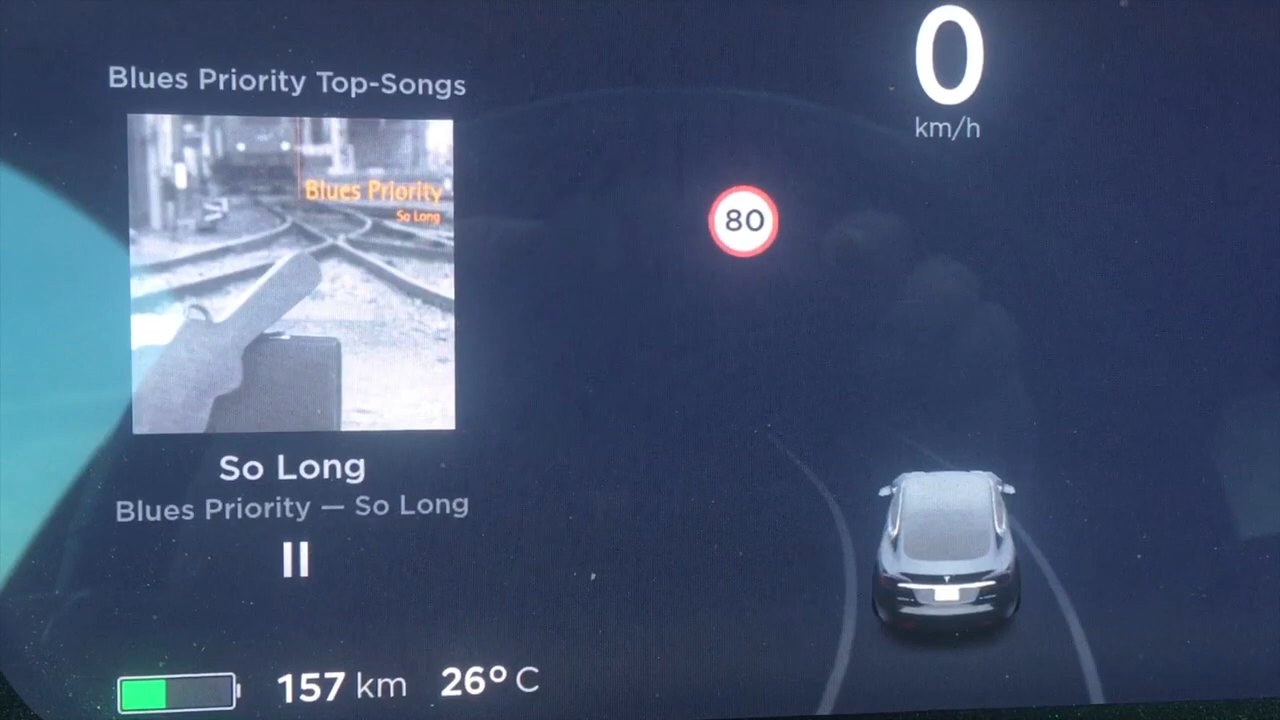 0
km/h
Blues Priority Top-Songs
Blues Priority
So Long
80
So Long
Blues Priority — So Long
157 km 26° C